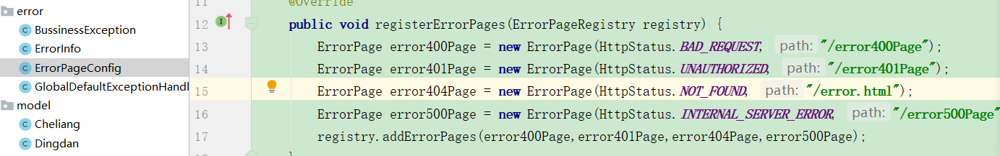 error
BussinessException
ErrorInfo
ErrorPageConfig
GlobalDefaultExceptionHandl
model
Cheliang
Dingdan
11 @Override
12 public void registerErrorPages(ErrorPageRegistry registry) {
13 ErrorPage error400Page = new ErrorPage(HttpStatus.BAD_REQUEST, path: "/error400Page");
14 ErrorPage error401Page = new ErrorPage(HttpStatus.UNAUTHORIZED, path: "/error401Page");
15 ErrorPage error404Page = new ErrorPage(HttpStatus.NOT_FOUND, path: "/error.html");
16 ErrorPage error500Page = new ErrorPage(HttpStatus.INTERNAL_SERVER_ERROR, path: "/error500Page"
17 registry.addErrorPages(error400Page,error401Page,error404Page,error500Page);
18 }